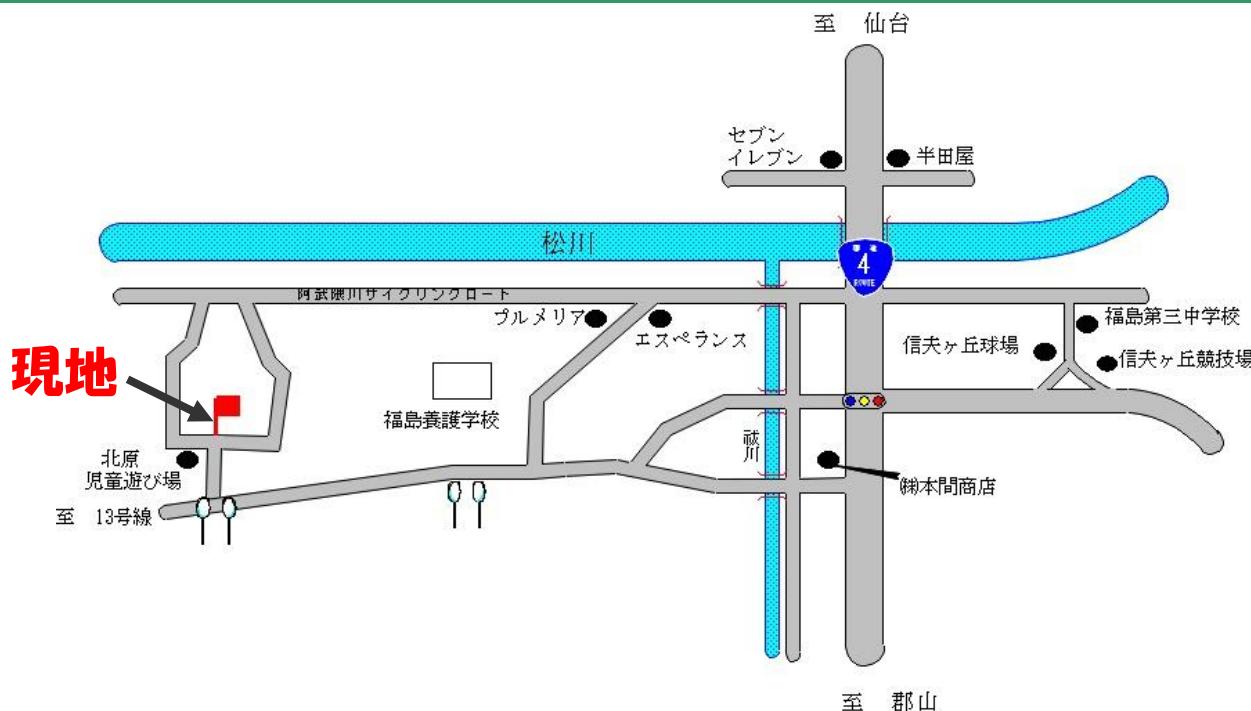 至 仙台
セブン
イレブン
半田屋
松川
4
ROUTE
阿武隈川サイクリングロート
プルメリア
エスペランス
福島第三中学校
信夫ヶ丘球場
信夫ヶ丘競技場
現地
福島養護学校
祓川
北原
児童遊び場
㈱本間商店
至 13号線
至 郡山